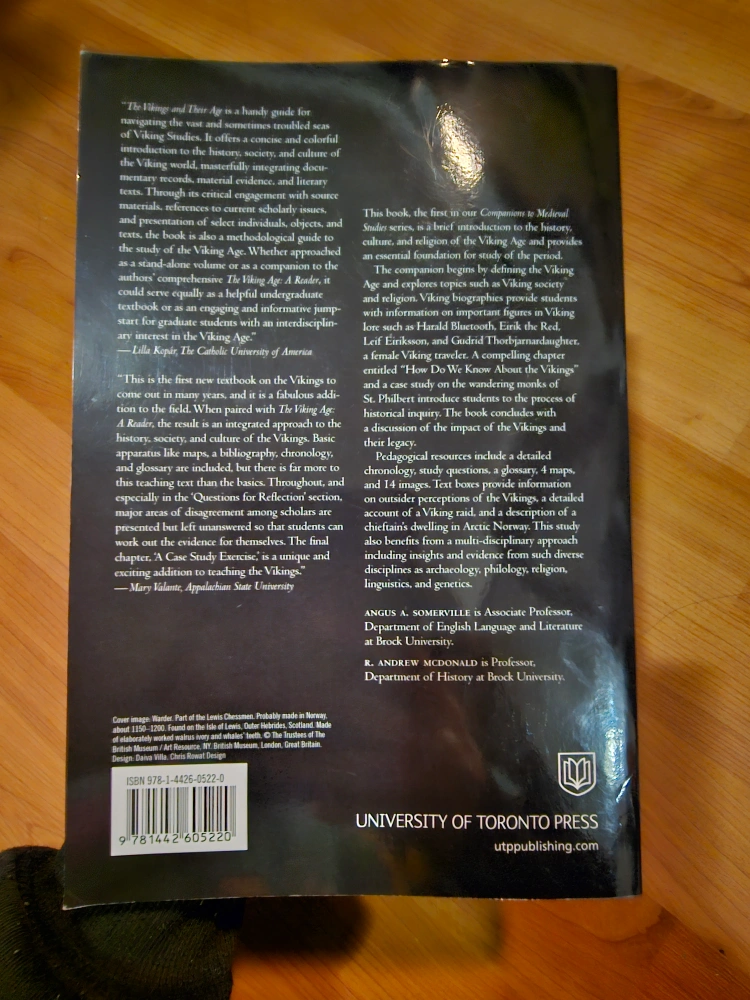 "The Vikings and Their Age is a handy guide for
navigating the vast and sometimes troubled seas
of Viking Studies. It offers a concise and colorful
introduction to the history, society, and culture of
the Viking world, masterfully integrating docu-
mentary records, material evidence, and literary
texts. Through its critical engagement with source
materials, references to current scholarly issues,
and presentation of select individuals, objects, and
texts, the book is also a methodological guide to
the study of the Viking Age. Whether approached
as a stand-alone volume or as a companion to the
authors' comprehensive The Viking Age: A Reader, it
could serve equally as a helpful undergraduate
textbook or as an engaging and informative jump-
start for graduate students with an interdisciplin-
ary interest in the Viking Age."
— Lilla Kopár, The Catholic University of America
"This is the first new textbook on the Vikings to
come out in many years, and it is a fabulous addi-
tion to the field. When paired with The Viking Age:
A Reader, the result is an integrated approach to the
history, society, and culture of the Vikings. Basic
apparatus like maps, a bibliography, chronology,
and glossary are included, but there is far more to
this teaching text than the basics. Throughout, and
especially in the 'Questions for Reflection' section,
major areas of disagreement among scholars are
presented but left unanswered so that students can
work out the evidence for themselves. The final
chapter, 'A Case Study Exercise,' is a unique and
exciting addition to teaching the Vikings."
— Mary Valante, Appalachian State University
This book, the first in our Companions to Medieval
Studies series, is a brief introduction to the history,
culture, and religion of the Viking Age and provides
an essential foundation for study of the period.
The companion begins by defining the Viking
Age and explores topics such as Viking society
and religion. Viking biographies provide students
with information on important figures in Viking
lore such as Harald Bluetooth, Eirik the Red,
Leif Eiriksson, and Gudrid Thorbjarnardaughter,
a female Viking traveler. A compelling chapter
entitled "How Do We Know About the Vikings"
and a case study on the wandering monks of
St. Philbert introduce students to the process of
historical inquiry. The book concludes with
a discussion of the impact of the Vikings and
their legacy.
Pedagogical resources include a detailed
chronology, study questions, a glossary, 4 maps,
and 14 images. Text boxes provide information
on outsider perceptions of the Vikings, a detailed
account of a Viking raid, and a description of a
chieftain's dwelling in Arctic Norway. This study
also benefits from a multi-disciplinary approach
including insights and evidence from such diverse
disciplines as archaeology, philology, religion,
linguistics, and genetics.
ANGUS A. SOMERVILLE is Associate Professor,
Department of English Language and Literature
at Brock University.
R. ANDREW MCDONALD is Professor,
Department of History at Brock University.
Cover image: Warder. Part of the Lewis Chessmen. Probably made in Norway,
about 1150–1200. Found on the Isle of Lewis, Outer Hebrides, Scotland. Made
of elaborately worked walrus ivory and whales' teeth. © The Trustees of The
British Museum / Art Resource, NY. British Museum, London, Great Britain.
Design: Daiva Villa, Chris Rowat Design
ISBN 978-1-4426-0522-0
9 781442 605220
UNIVERSITY OF TORONTO PRESS
utppublishing.com